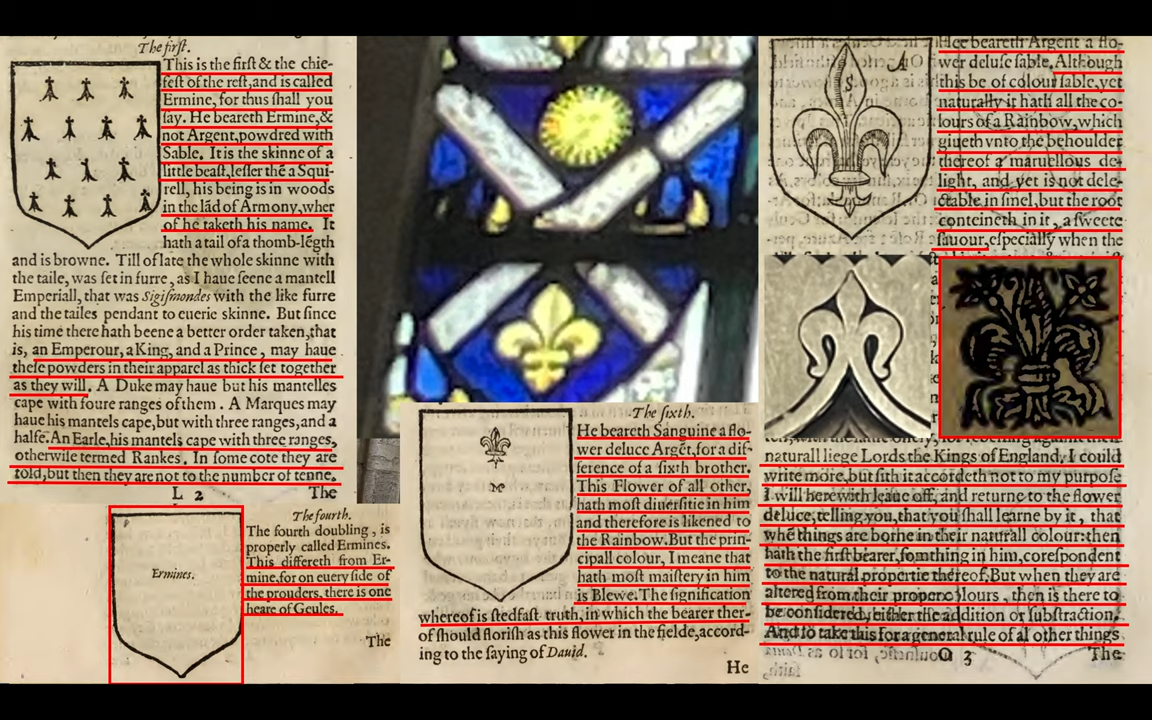 The firſt.
This is the firſt & the chie-
feſt of the reſt, and is called
Ermine, for thus ſhall you
ſay. He beareth Ermine, &
not Argent, powdred with
Sable. It is the skinne of a
little beaſt, leſſer thē a Squi-
rell, his being in woods
in the lād of Armony, wher
of he taketh his name. It
hath a tail of a thomb-lēgth
and is browne. Till of late the whole skinne with
the taile, was ſet in furre, as I haue ſeene a mantell
Emperiall, that was Sigiſmondes with the like furre
and the tailes pendant to euerie skinne. But ſince
his time there hath beene a better order taken, that
is, an Emperour, a King, and a Prince, may haue
theſe powders in their apparel as thick ſet together
as they will. A Duke may haue but his mantelles
cape with foure ranges of them. A Marques may
haue his mantels cape, but with three ranges, and a
halfe. An Earle, his mantels cape with three ranges,
otherwiſe termed Rankes. In ſome cote they are
told, but then they are not to the number of tenne.
L 2 The
The fourth.
Ermines.
The fourth doubling, is
properly called Ermines.
This differeth from Er-
mine, for on euery ſide of
the prouders, there is one
heare of Geules.
The
The ſixth.
He beareth Sanguine a flo-
wer deluce Argēt, for a dif-
ference of a ſixth brother.
This Flower of all other,
hath moſt diuerſitie in him
and therefore is likened to
the Rainbow. But the prin-
cipall colour, I meane that
hath moſt maiſtery in him
is Blewe. The ſignification
whereof is ſtedfaſt truth, in which the bearer ther-
of ſhould floriſh as this flower in the fielde, accord-
ing to the ſaying of Dauid.
He
S
A
Hee beareth Argent a flo-
wer deluſe ſable. Although
this be of colour ſable, yet
naturally it hath all the co-
lours of a Rainbow, which
giueth vnto the behoulder
thereof a maruellous de-
light, and yet is not dele-
ctable in ſmel, but the root
conteineth in it, a ſweete
ſauour, eſpecially when the
naturall liege Lords the Kings of England, I could
write more, but ſith it accordeth not to my purpoſe
I will here with leaue off, and returne to the flower
deluce, telling you, that you ſhall learne by it, that
whē things are borne in their naturall colour: then
hath the firſt bearer, ſomthing in him, coreſpondent
to the natural propertie thereof. But when they are
altered from their proper colours, then is there to
be conſidered, either the addition or ſubſtraction.
And ſo take this for a general rule of al other things
O 3 The